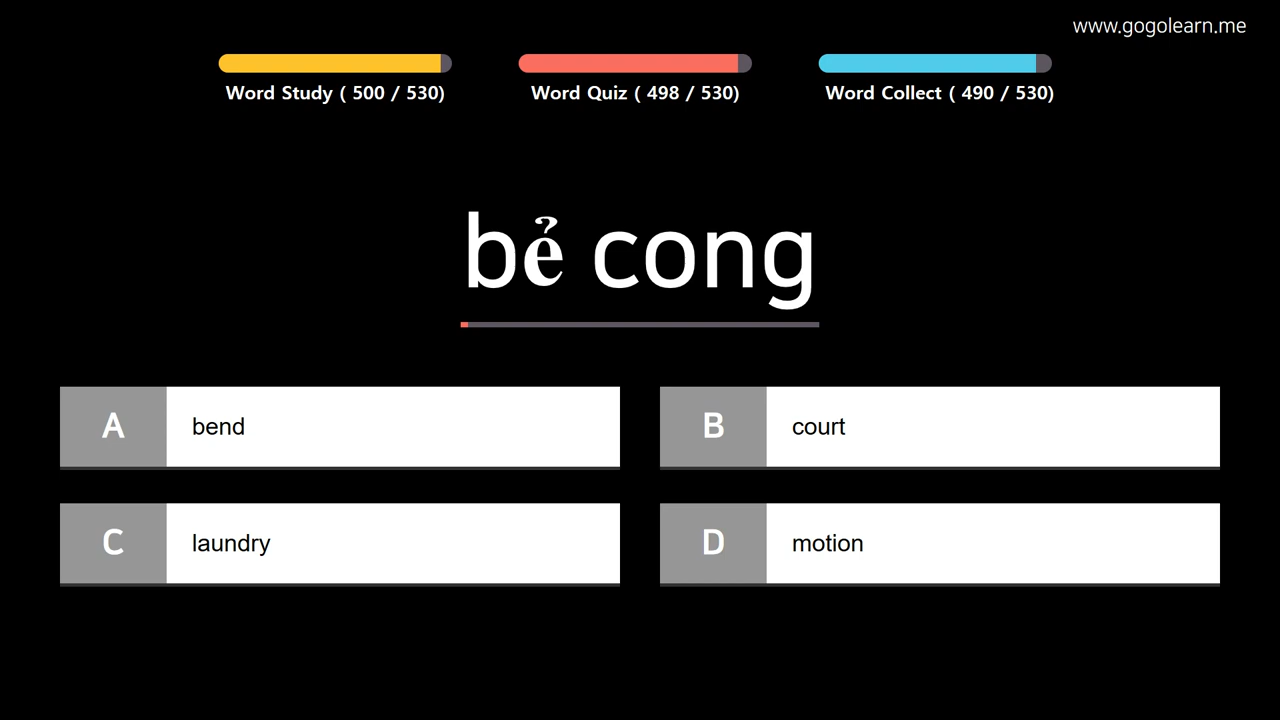 www.gogolearn.me
Word Study ( 500 / 530)
Word Quiz ( 498 / 530)
Word Collect ( 490 / 530)
bẻ cong
A
bend
B
court
C
laundry
D
motion